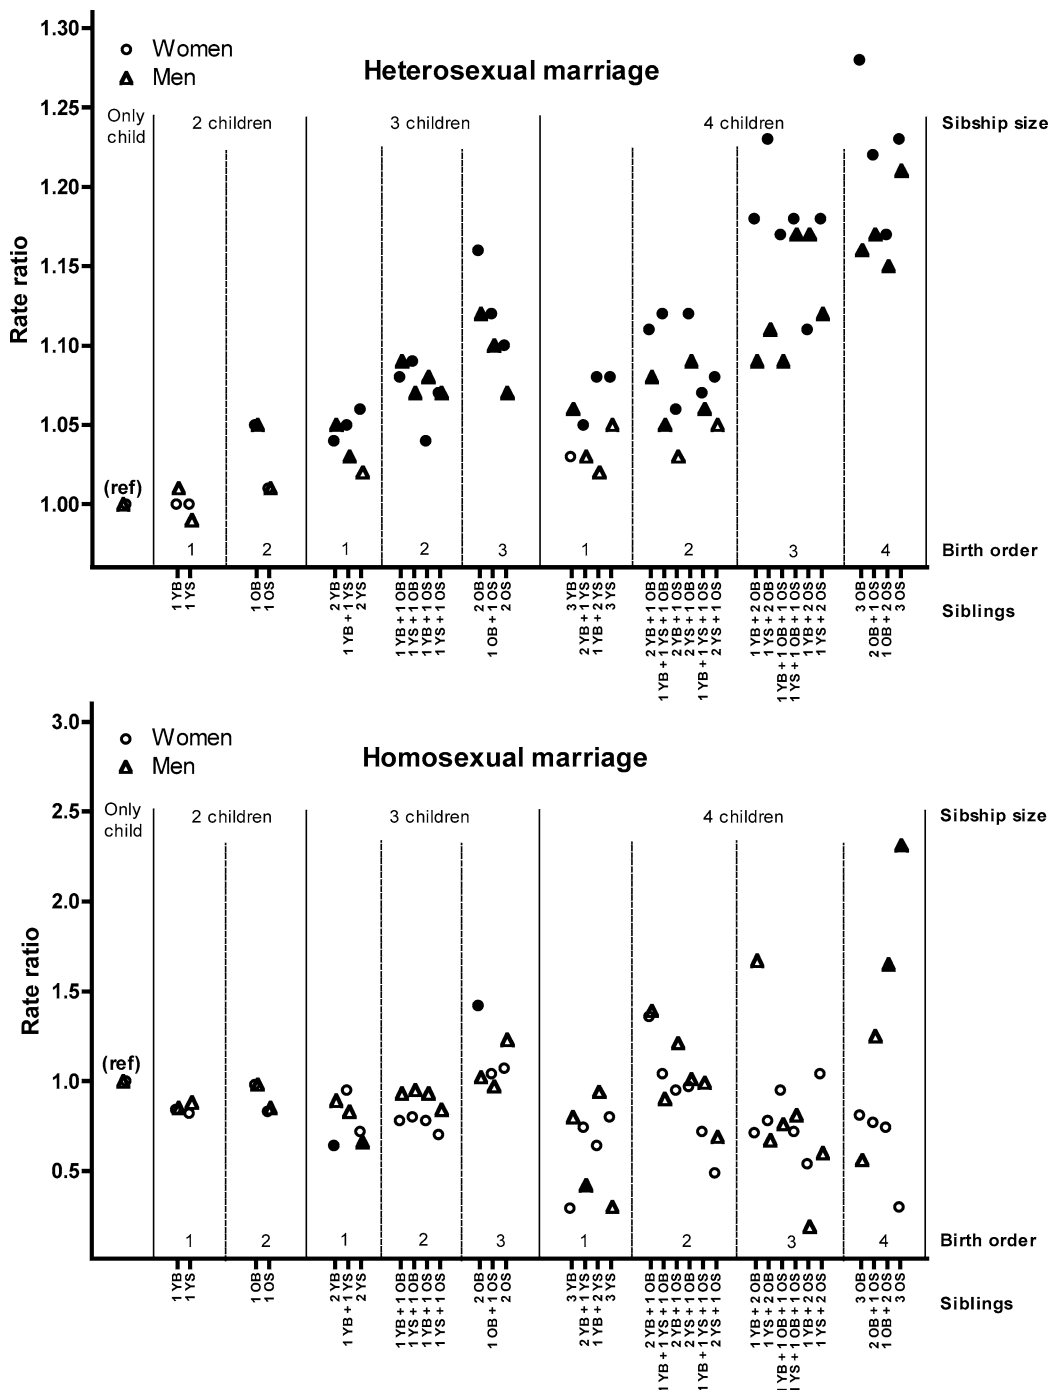 1.30
Women
Men
Heterosexual marriage
1.25
Only child
2 children
3 children
4 children
Sibship size
1.20
1.15
Rate ratio
1.10
1.05
(ref)
1.00
1
2
1
2
3
1
2
3
4
Birth order
1 YB
1 YS
1 OB
1 OS
2 YB
1 YB + 1 YS
2 YS
1 YB + 1 OB
1 YS + 1 OB
1 YB + 1 OS
1 YS + 1 OS
2 OB
1 OB + 1 OS
2 OS
3 YB
2 YB + 1 YS
1 YB + 2 YS
3 YS
2 YB + 1 OB
1 YB + 1 YS + 1 OB
2 YB + 1 OS
2 YS + 1 OB
1 YB + 1 YS + 1 OS
2 YS + 1 OS
1 YB + 2 OB
1 YS + 2 OB
1 YB + 1 OB + 1 OS
1 YS + 1 OB + 1 OS
1 YB + 2 OS
1 YS + 2 OS
3 OB
2 OB + 1 OS
1 OB + 2 OS
3 OS
Siblings
3.0
Women
Men
Homosexual marriage
2.5
Only child
2 children
3 children
4 children
Sibship size
2.0
Rate ratio
1.5
(ref)
1.0
0.5
1
2
1
2
3
1
2
3
4
Birth order
1 YB
1 YS
1 OB
1 OS
2 YB
1 YB + 1 YS
2 YS
1 YB + 1 OB
1 YS + 1 OB
1 YB + 1 OS
1 YS + 1 OS
2 OB
1 OB + 1 OS
2 OS
3 YB
2 YB + 1 YS
1 YB + 2 YS
3 YS
2 YB + 1 OB
1 YB + 1 YS + 1 OB
2 YB + 1 OS
2 YS + 1 OB
1 YB + 1 YS + 1 OS
2 YS + 1 OS
1 YB + 2 OB
1 YS + 2 OB
1 YB + 1 OB + 1 OS
1 YS + 1 OB + 1 OS
1 YB + 2 OS
1 YS + 2 OS
3 OB
2 OB + 1 OS
1 OB + 2 OS
3 OS
Siblings